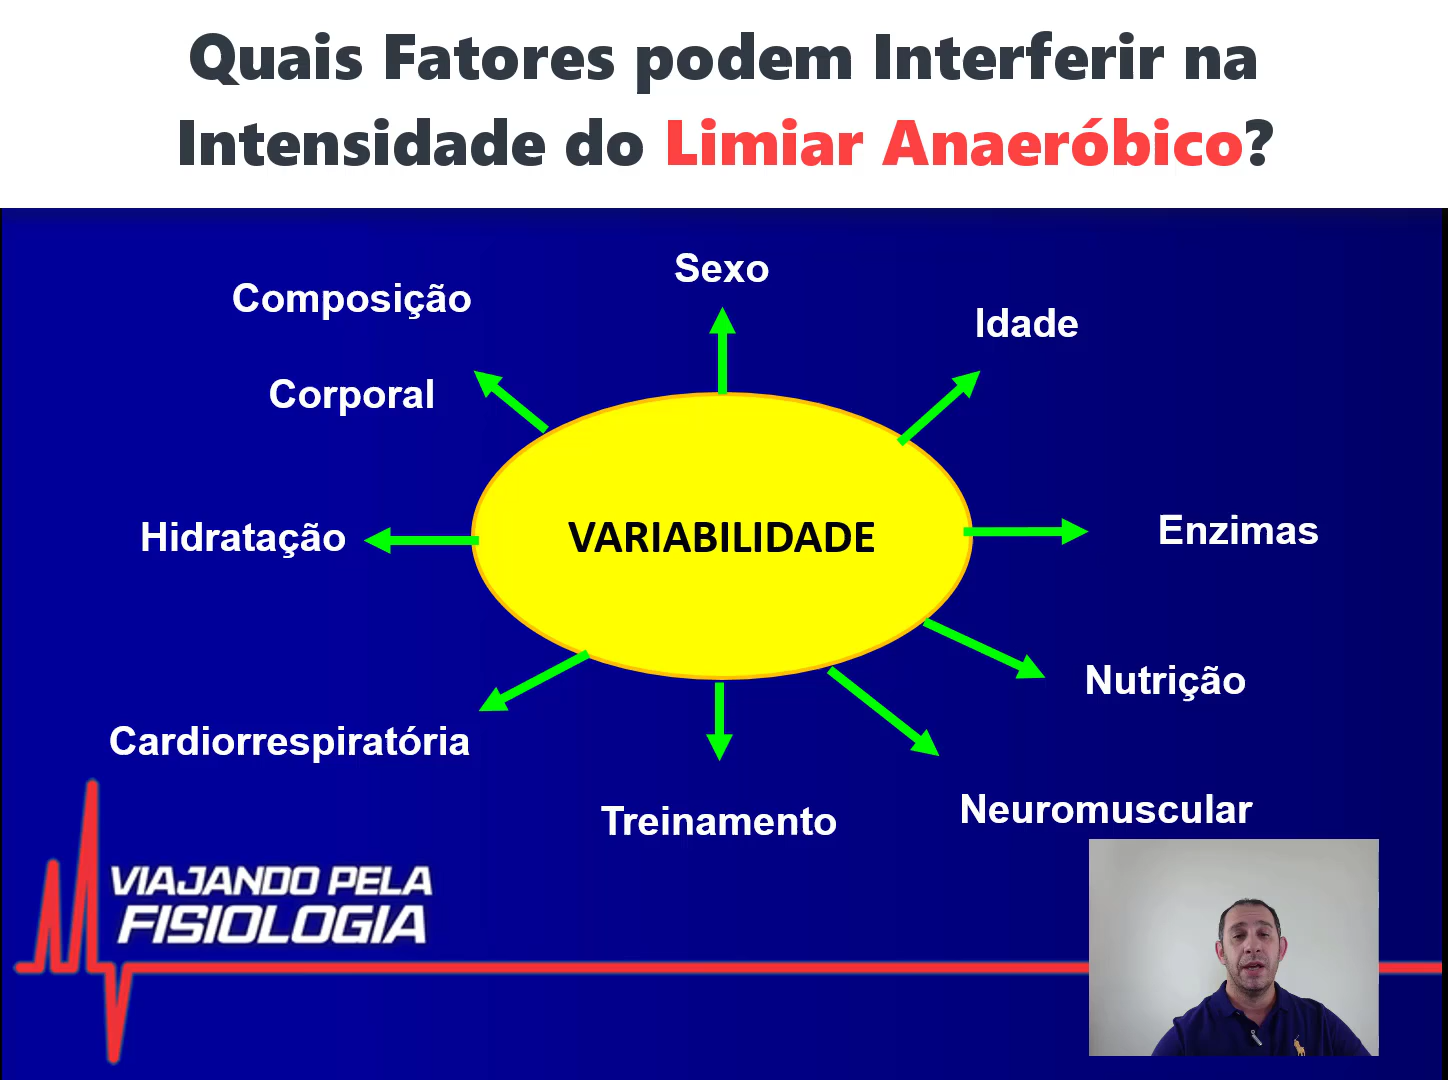 Quais Fatores podem Interferir na
Intensidade do Limiar Anaeróbico?
Sexo
Composição
Corporal
Idade
Hidratação
VARIABILIDADE
Enzimas
Nutrição
Cardiorrespiratória
Treinamento
Neuromuscular
VIAJANDO PELA
FISIOLOGIA